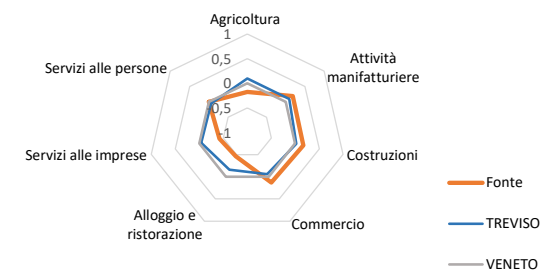 Agricoltura
Attività
manifatturiere
Costruzioni
Commercio
Alloggio e
ristorazione
Servizi alle imprese
Servizi alle persone
1
0,5
0
0,5
-1
Fonte
TREVISO
VENETO